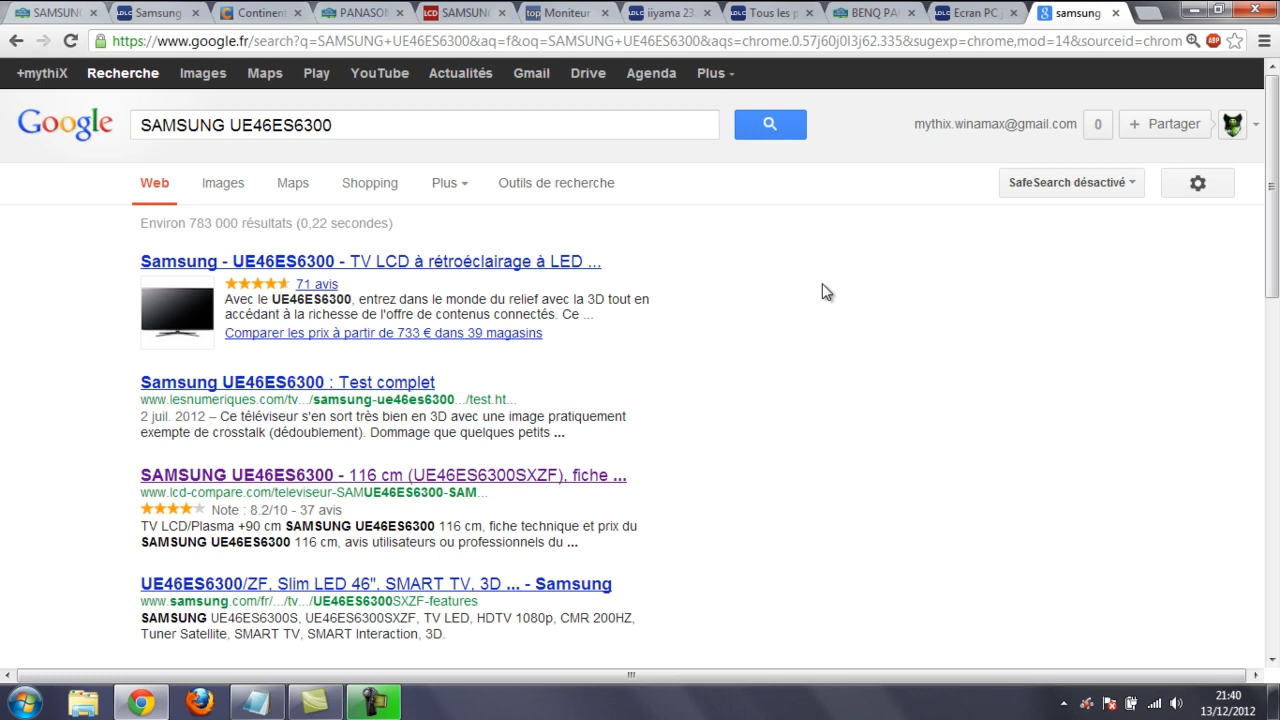 SAMSUNG
Samsung
Continent
PANASON
SAMSUN
Moniteur
iiyama 23
Tous les p
BENQ PA
Ecran PC
samsung
https://www.google.fr/search?q=SAMSUNG+UE46ES6300&aq=f&oq=SAMSUNG+UE46ES6300&aqs=chrome.0.57j60j0l3j62.335&sugexp=chrome,mod=14&sourceid=chrom
+mythiX Recherche Images Maps Play YouTube Actualités Gmail Drive Agenda Plus
Google
SAMSUNG UE46ES6300
mythix.winamax@gmail.com 0 + Partager
Web Images Maps Shopping Plus Outils de recherche SafeSearch désactivé
Environ 783 000 résultats (0,22 secondes)
Samsung - UE46ES6300 - TV LCD à rétroéclairage à LED ...
71 avis
Avec le UE46ES6300, entrez dans le monde du relief avec la 3D tout en
accédant à la richesse de l'offre de contenus connectés. Ce ...
Comparer les prix à partir de 733 € dans 39 magasins
Samsung UE46ES6300 : Test complet
www.lesnumeriques.com/tv.../samsung-ue46es6300.../test.ht...
2 juil. 2012 – Ce téléviseur s'en sort très bien en 3D avec une image pratiquement
exempte de crosstalk (dédoublement). Dommage que quelques petits ...
SAMSUNG UE46ES6300 - 116 cm (UE46ES6300SXZF), fiche ...
www.lcd-compare.com/televiseur-SAMUE46ES6300-SAM...
Note : 8.2/10 - 37 avis
TV LCD/Plasma +90 cm SAMSUNG UE46ES6300 116 cm, fiche technique et prix du
SAMSUNG UE46ES6300 116 cm, avis utilisateurs ou professionnels du ...
UE46ES6300/ZF, Slim LED 46", SMART TV, 3D ... - Samsung
www.samsung.com/fr/.../tv.../UE46ES6300SXZF-features
SAMSUNG UE46ES6300S, UE46ES6300SXZF, TV LED, HDTV 1080p, CMR 200HZ,
Tuner Satellite, SMART TV, SMART Interaction, 3D.
21:40
13/12/2012